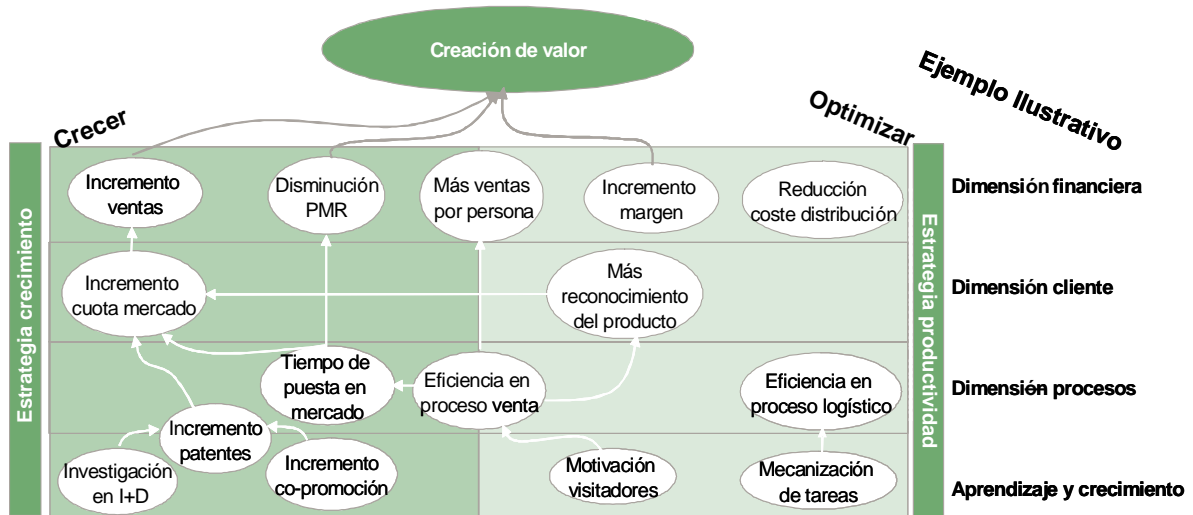 Creación de valor
Ejemplo Ilustrativo
Crecer
Optimizar
Estrategia crecimiento
Incremento
ventas
Disminución
PMR
Más ventas
por persona
Incremento
margen
Reducción
coste distribución
Dimensión financiera
Estrategia productividad
Incremento
cuota mercado
Más
reconocimiento
del producto
Dimensión cliente
Tiempo de
puesta en
mercado
Eficiencia en
proceso venta
Eficiencia en
proceso logístico
Dimensión procesos
Incremento
patentes
Investigación
en I+D
Incremento
co-promoción
Motivación
visitadores
Mecanización
de tareas
Aprendizaje y crecimiento